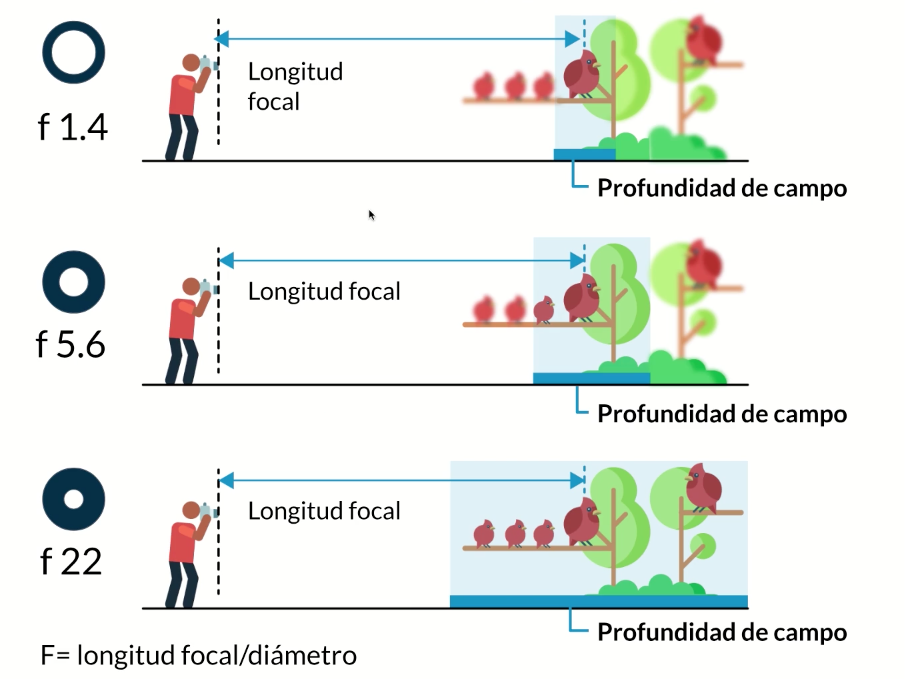 f 1.4
Longitud
focal
Profundidad de campo
f 5.6
Longitud focal
Profundidad de campo
f 22
Longitud focal
Profundidad de campo
F= longitud focal/diámetro